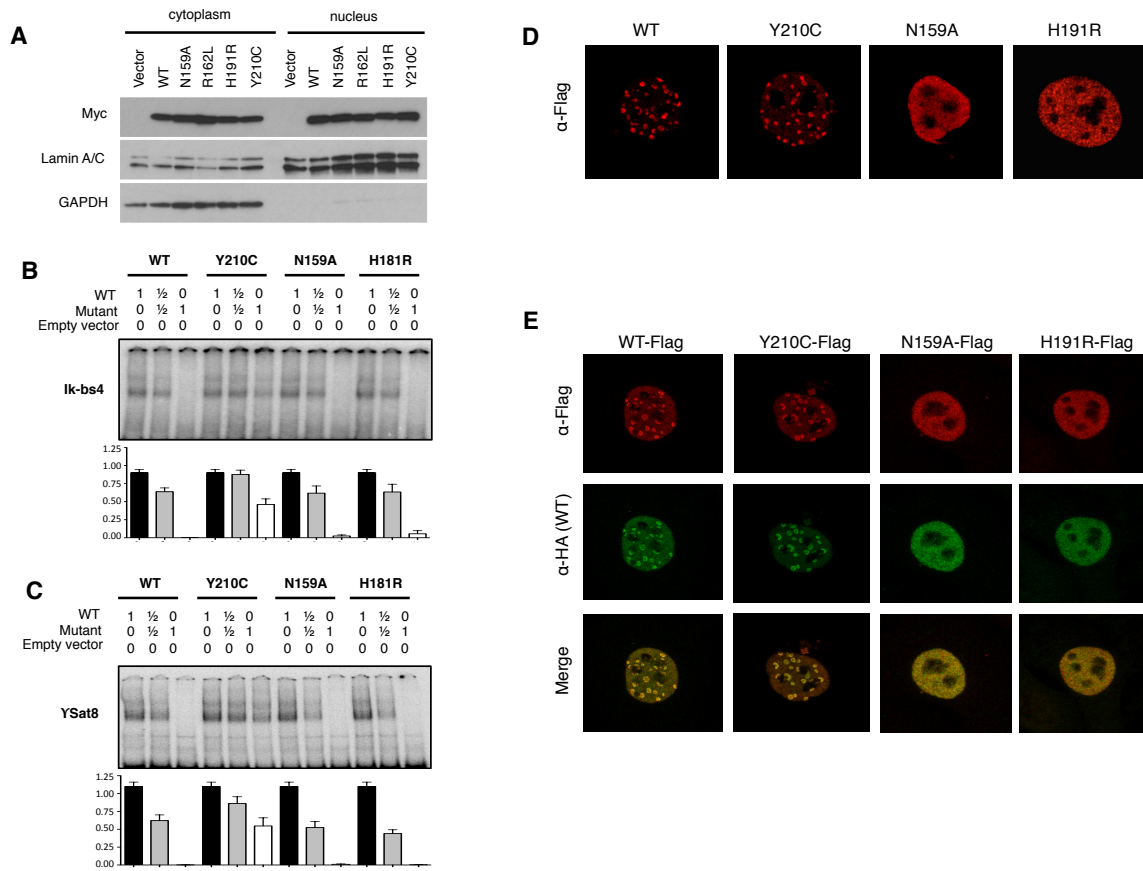 A
cytoplasm nucleus
Vector WT N159A R162L H191R Y210C Vector WT N159A R162L H191R Y210C
Myc
Lamin A/C
GAPDH
B
WT Y210C N159A H181R
WT 1 ½ 0 1 ½ 0 1 ½ 0 1 ½ 0
Mutant 0 ½ 1 0 ½ 1 0 ½ 1 0 ½ 1
Empty vector 0 0 0 0 0 0 0 0 0 0 0 0
Ik-bs4
1.25
1.00
0.75
0.50
0.25
0.00
C
WT Y210C N159A H181R
WT 1 ½ 0 1 ½ 0 1 ½ 0 1 ½ 0
Mutant 0 ½ 1 0 ½ 1 0 ½ 1 0 ½ 1
Empty vector 0 0 0 0 0 0 0 0 0 0 0 0
YSat8
1.25
1.00
0.75
0.50
0.25
0.00
D
WT Y210C N159A H191R
α-Flag
E
WT-Flag Y210C-Flag N159A-Flag H191R-Flag
α-Flag
α-HA (WT)
Merge